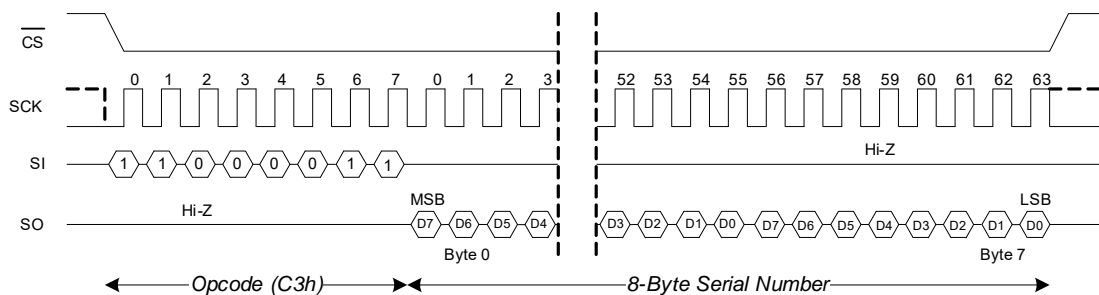 CS
0 1 2 3 4 5 6 7 0 1 2 3 52 53 54 55 56 57 58 59 60 61 62 63
SCK
Hi-Z
SI 1 1 0 0 0 0 1 1
Hi-Z MSB LSB
SO D7 D6 D5 D4 D3 D2 D1 D0 D7 D6 D5 D4 D3 D2 D1 D0
Byte 0 Byte 7
Opcode (C3h) 8-Byte Serial Number